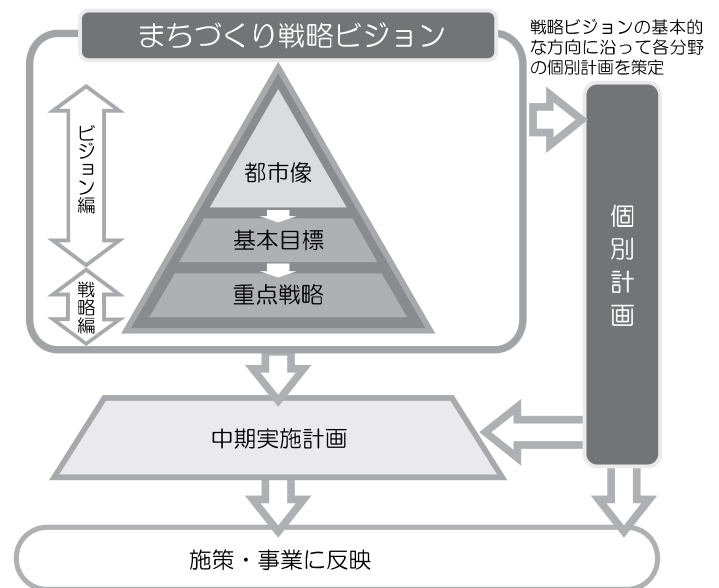 まちづくり戦略ビジョン
戦略ビジョンの基本的
な方向に沿って各分野
の個別計画を策定
ビジョン編
都市像
基本目標
戦略編
重点戦略
個別計画
中期実施計画
施策・事業に反映